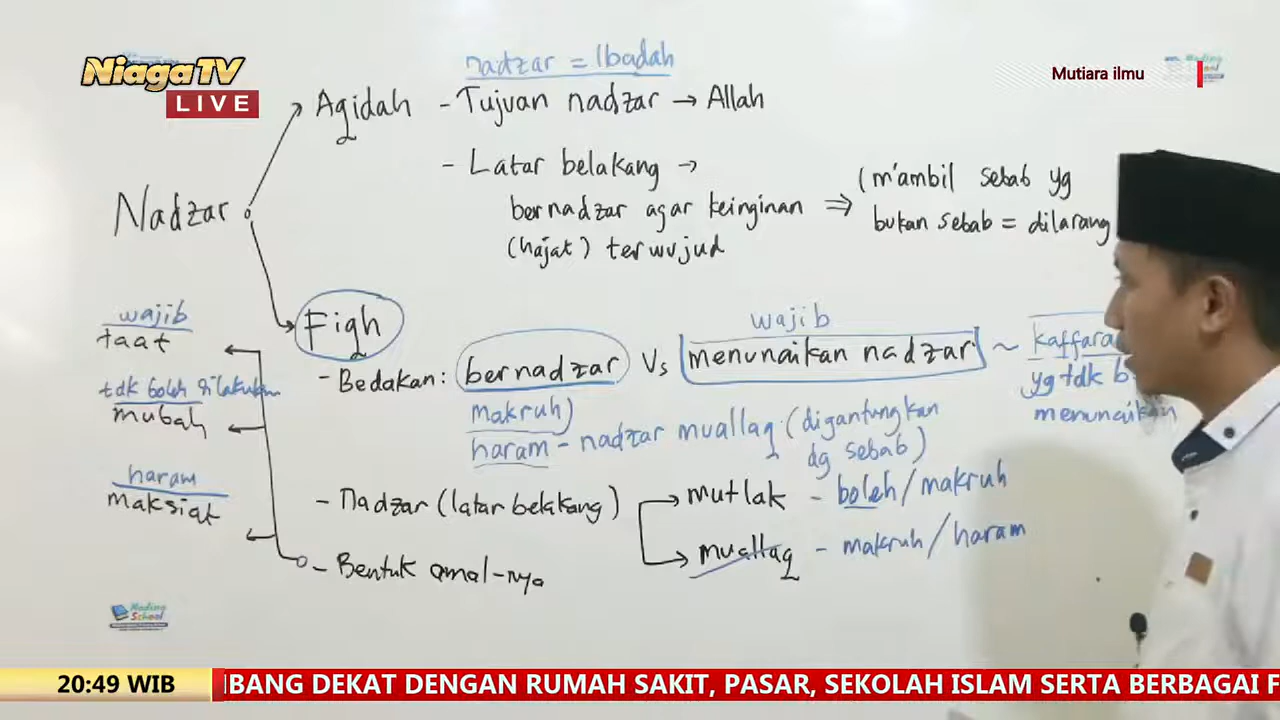 NiagaTV
LIVE
Mutiara ilmu
nadzar = Ibadah
Aqidah - Tujuan nadzar → Allah
- Latar belakang →
bernadzar agar keinginan ⇒
(hajat) terwujud
(m'ambil sebab yg
bukan sebab = dilarang
Nadzar
Fiqh
wajib
taat
tdk boleh dilakukan
mubah
haram
maksiat
wajib
- Bedakan: bernadzar Vs menunaikan nadzar ~
yg tdk
menunaikan
makruh)
haram - nadzar muallaq (digantungkan
dg sebab)
- Nadzar (latar belakang)
mutlak - boleh/makruh
muallaq - makruh/haram
- Bentuk amal-nya
Nading
School
20:49 WIB
DEKAT DENGAN RUMAH SAKIT, PASAR, SEKOLAH ISLAM SERTA BERBAGAI